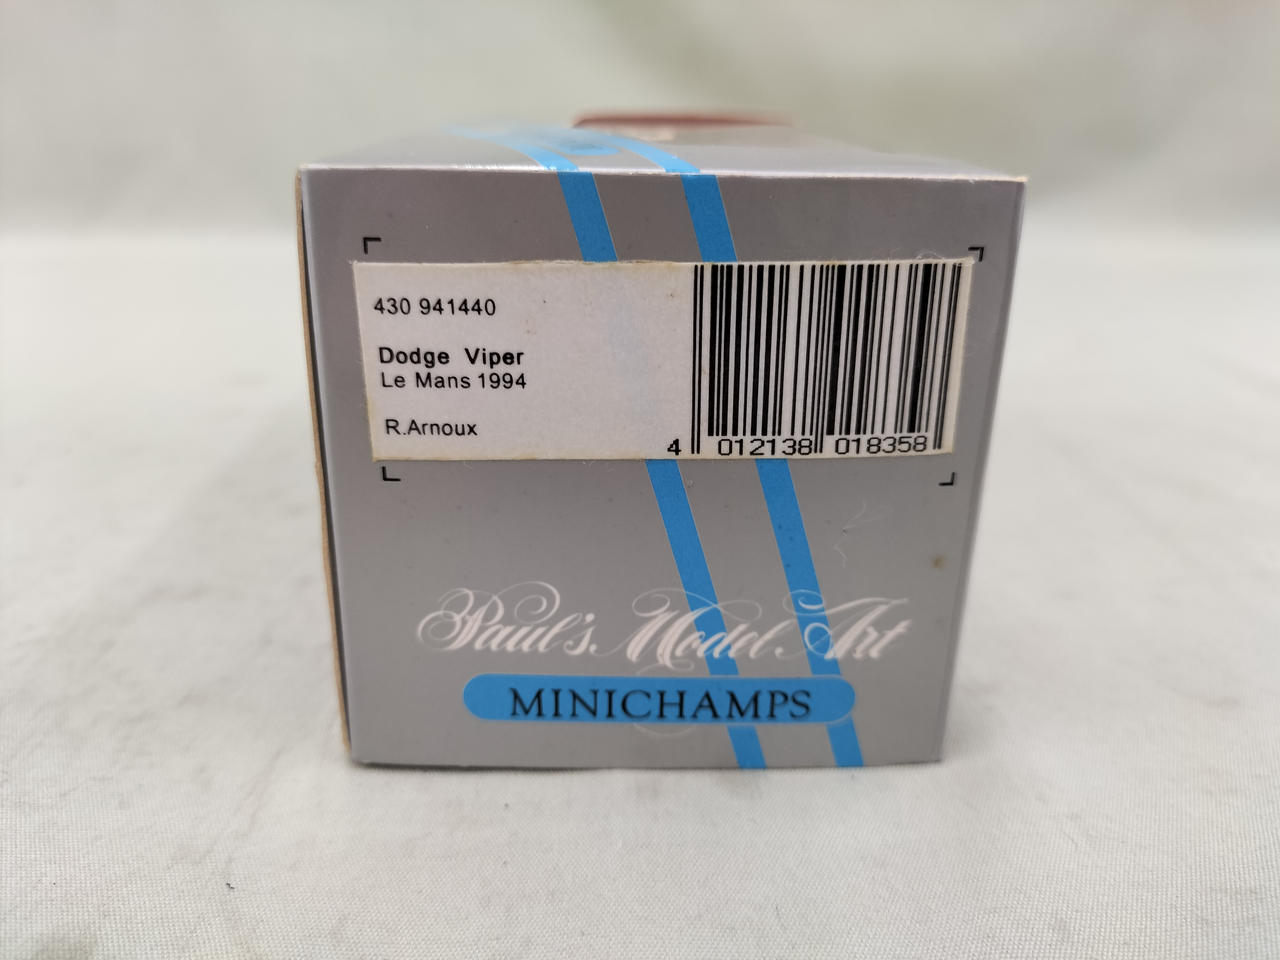 430 941440
Dodge Viper
Le Mans 1994
R.Arnoux
4 012138 018358
Paul's Model Art
MINICHAMPS